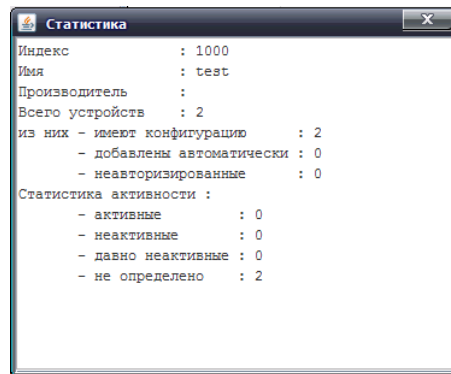 Статистика
Индекс : 1000
Имя : test
Производитель :
Всего устройств : 2
из них - имеют конфигурацию : 2
- добавлены автоматически : 0
- неавторизированные : 0
Статистика активности :
- активные : 0
- неактивные : 0
- давно неактивные : 0
- не определено : 2